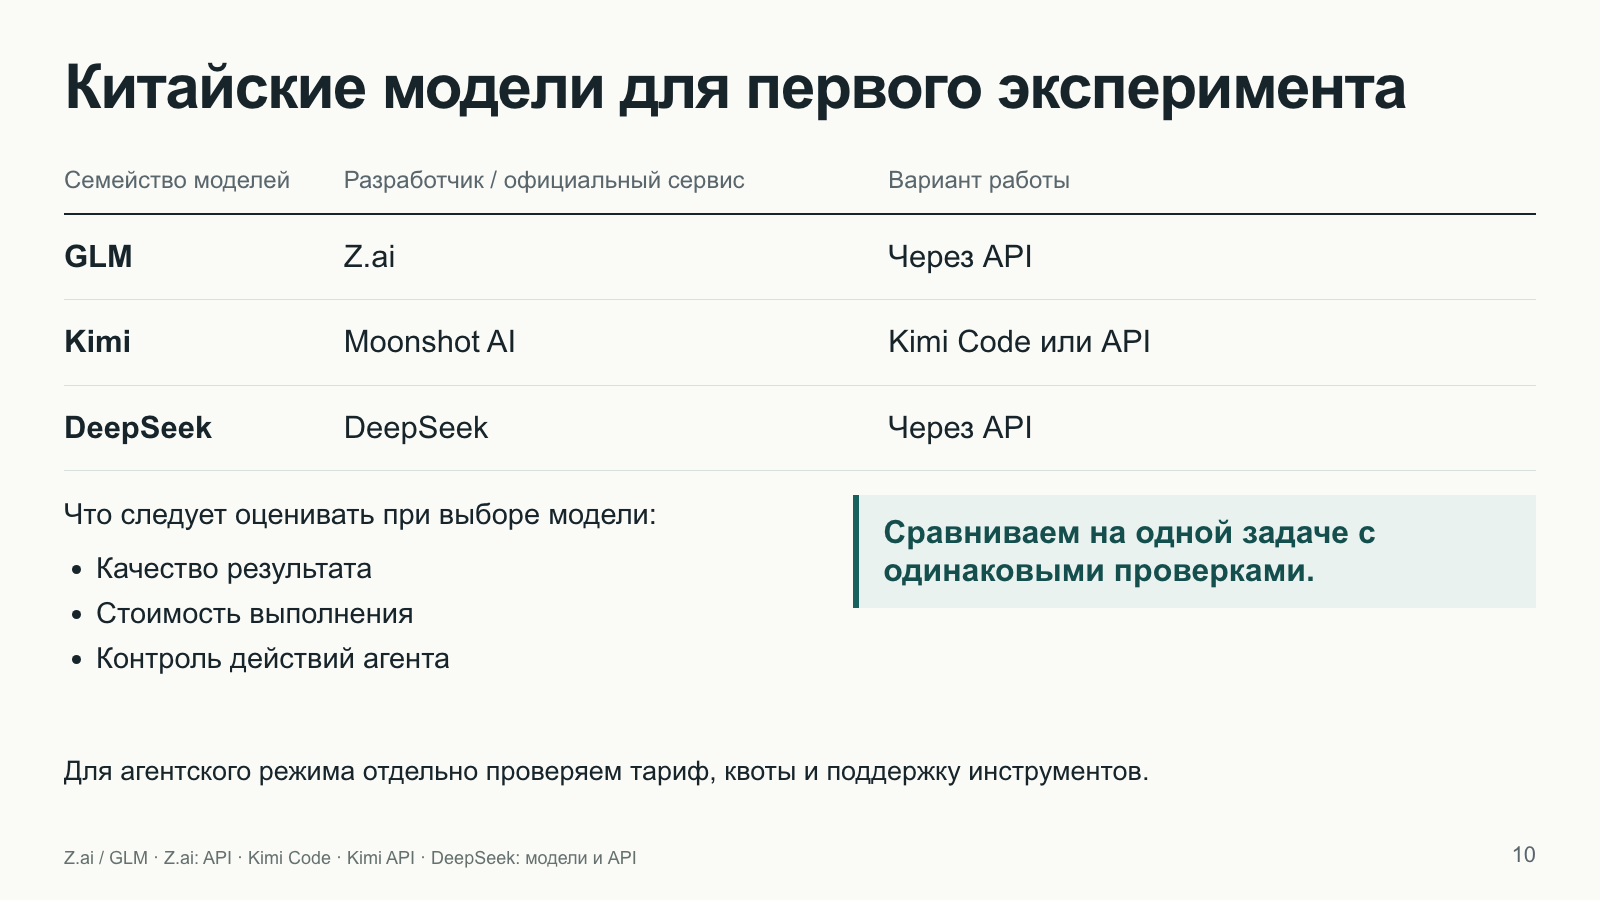 Китайские модели для первого эксперимента
Семейство моделей Разработчик / официальный сервис Вариант работы
GLM Z.ai Через API
Kimi Moonshot AI Kimi Code или API
DeepSeek DeepSeek Через API
Что следует оценивать при выборе модели:
• Качество результата
• Стоимость выполнения
• Контроль действий агента
Сравниваем на одной задаче с
одинаковыми проверками.
Для агентского режима отдельно проверяем тариф, квоты и поддержку инструментов.
Z.ai / GLM · Z.ai: API · Kimi Code · Kimi API · DeepSeek: модели и API
10